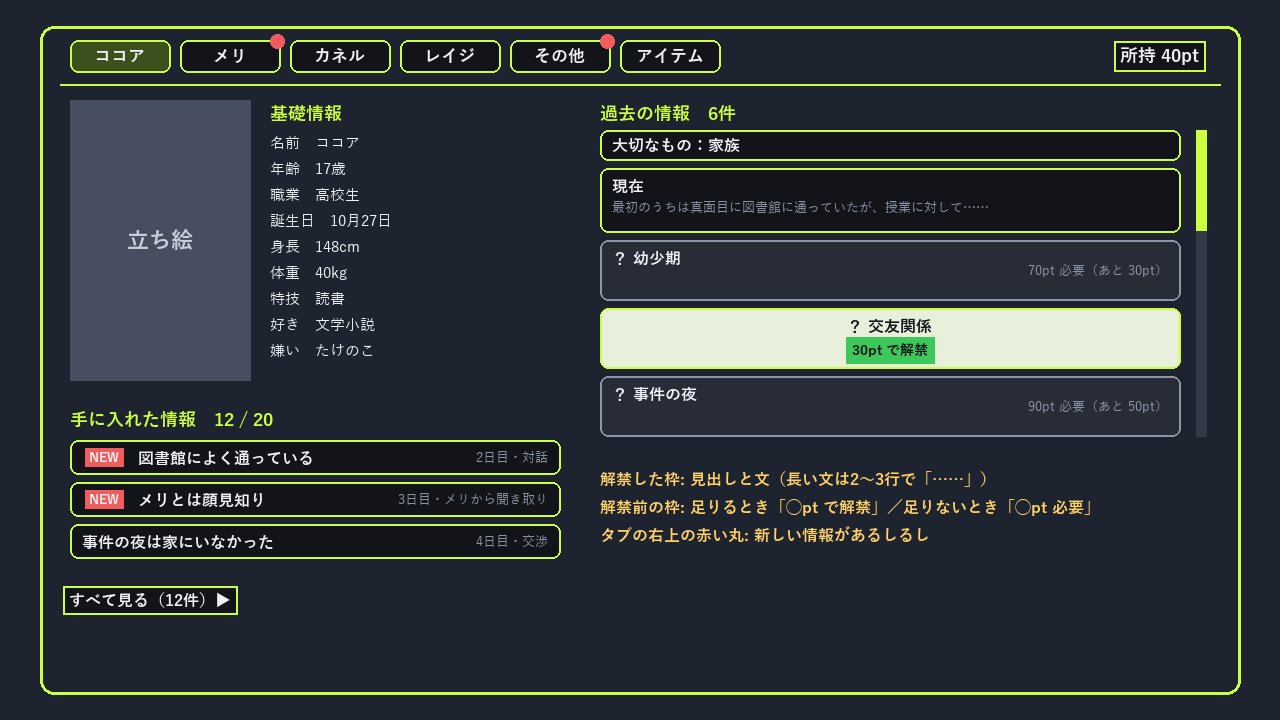 ココア
メリ
カネル
レイジ
その他
アイテム
所持 40pt
立ち絵
基礎情報
名前 ココア
年齢 17歳
職業 高校生
誕生日 10月27日
身長 148cm
体重 40kg
特技 読書
好き 文学小説
嫌い たけのこ
手に入れた情報 12 / 20
NEW 図書館によく通っている 2日目・対話
NEW メリとは顔見知り 3日目・メリから聞き取り
事件の夜は家にいなかった 4日目・交渉
すべて見る（12件）▶
過去の情報 6件
大切なもの：家族
現在
最初のうちは真面目に図書館に通っていたが、授業に対して……
？ 幼少期
70pt 必要（あと 30pt）
？ 交友関係
30pt で解禁
？ 事件の夜
90pt 必要（あと 50pt）
解禁した枠: 見出しと文（長い文は2〜3行で「……」）
解禁前の枠: 足りるとき「◯pt で解禁」／足りないとき「◯pt 必要」
タブの右上の赤い丸: 新しい情報があるしるし